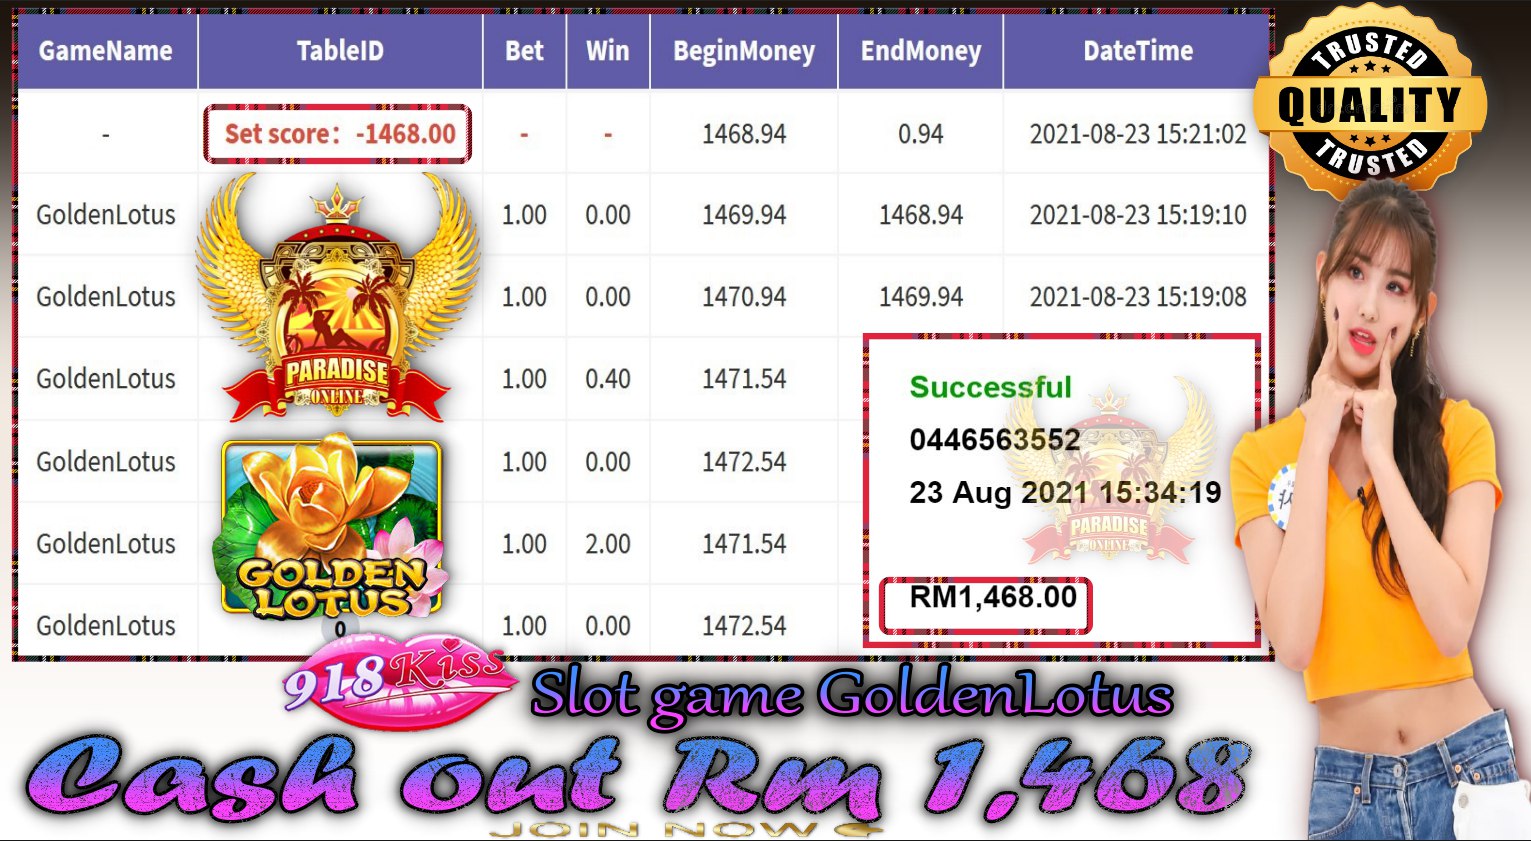 GameName TableID Bet Win BeginMoney EndMoney DateTime
- Set score: -1468.00 - - 1468.94 0.94 2021-08-23 15:21:02
GoldenLotus 1.00 0.00 1469.94 1468.94 2021-08-23 15:19:10
GoldenLotus 1.00 0.00 1470.94 1469.94 2021-08-23 15:19:08
GoldenLotus 1.00 0.40 1471.54
GoldenLotus 1.00 0.00 1472.54
GoldenLotus 1.00 2.00 1471.54
GoldenLotus 0 1.00 0.00 1472.54
TRUSTED
QUALITY
TRUSTED
PARADISE
ONLINE
GOLDEN
LOTUS
Successful
0446563552
23 Aug 2021 15:34:19
PARADISE
ONLINE
RM1,468.00
918Kiss
Slot game GoldenLotus
Cash out Rm 1,468
JOIN NOW